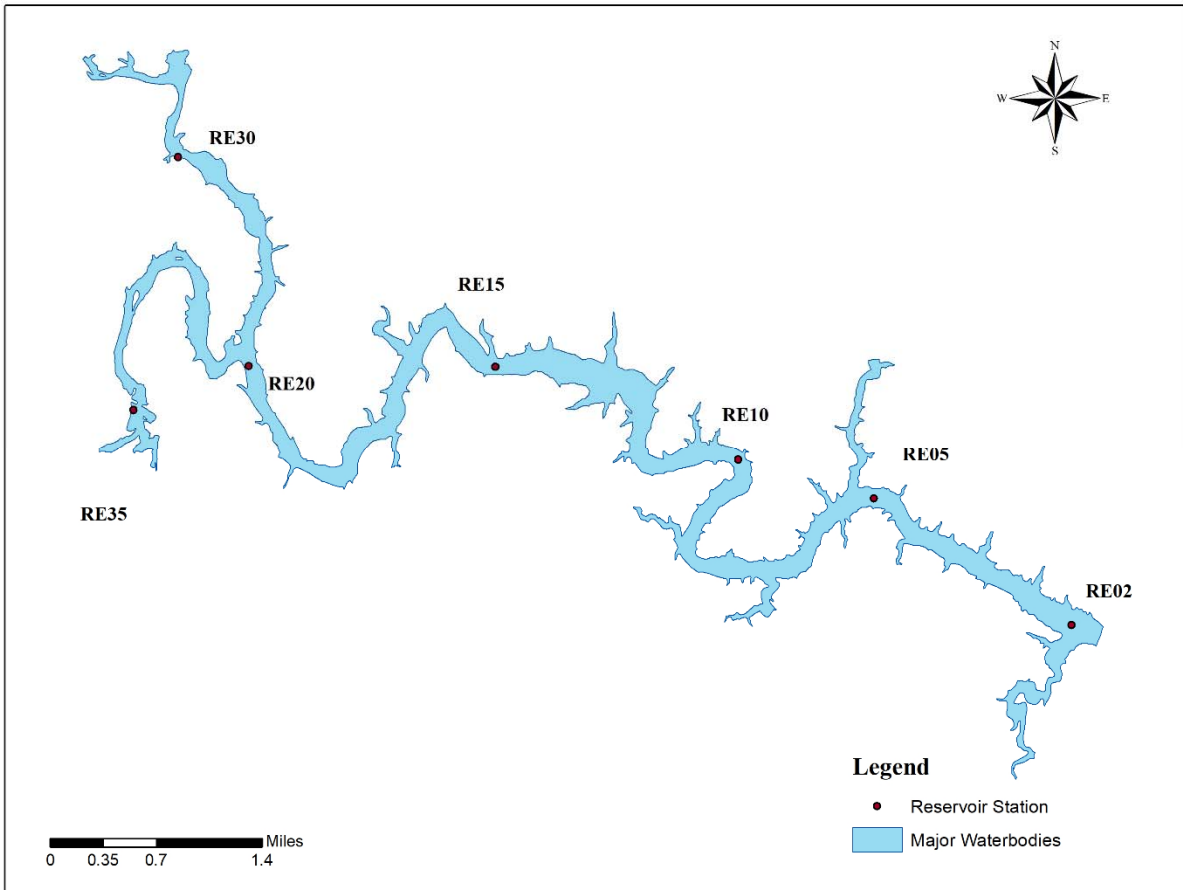 N
W E
S
RE30
RE15
RE20
RE10
RE05
RE35
RE02
Legend
Reservoir Station
Major Waterbodies
Miles
0 0.35 0.7 1.4